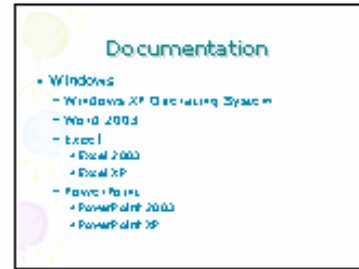 Documentation
• Windows
– Windows XP Operating System
– Word 2003
– Excel
• Excel 2003
• Excel XP
– PowerPoint
• PowerPoint 2003
• PowerPoint XP